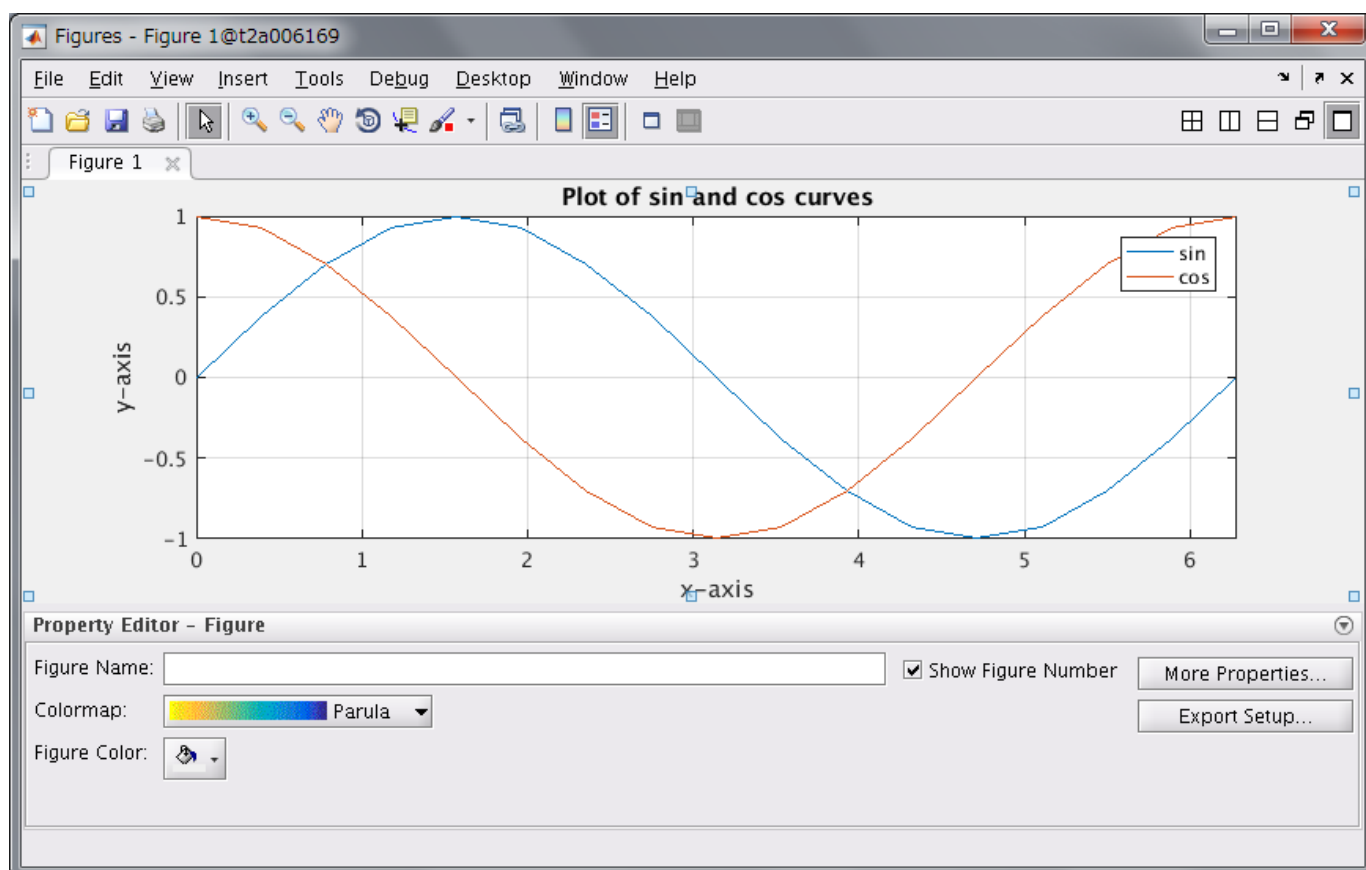 Figures - Figure 1@t2a006169
File Edit View Insert Tools Debug Desktop Window Help
Figure 1
Plot of sin and cos curves
1
0.5
0
-0.5
-1
y-axis
sin
cos
0 1 2 3 4 5 6
x-axis
Property Editor - Figure
Figure Name: Show Figure Number More Properties...
Colormap: Parula Export Setup...
Figure Color: